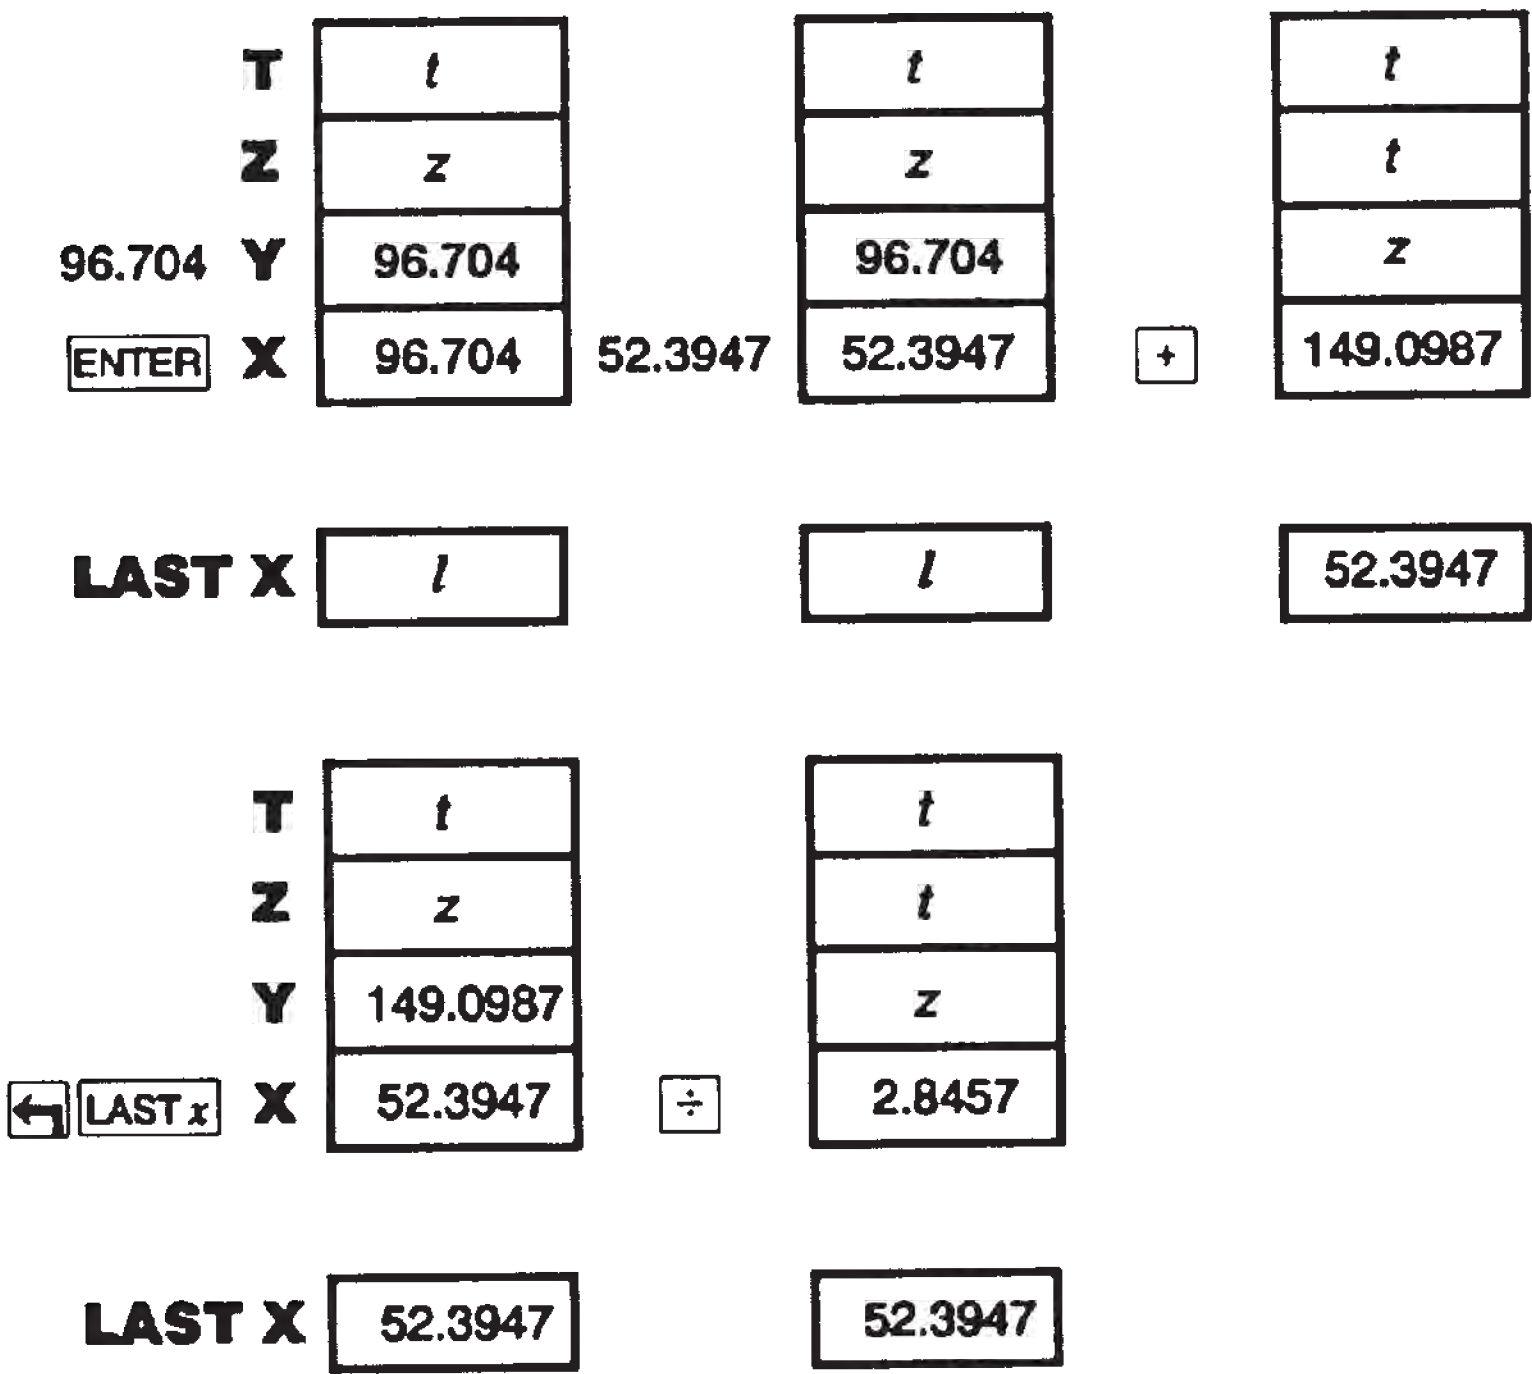 T t t t
Z z z t
96.704 Y 96.704 96.704 z
ENTER X 96.704 52.3947 52.3947 + 149.0987
LAST X l l 52.3947
T t t
Z z t
Y 149.0987 z
LAST x X 52.3947 ÷ 2.8457
LAST X 52.3947 52.3947